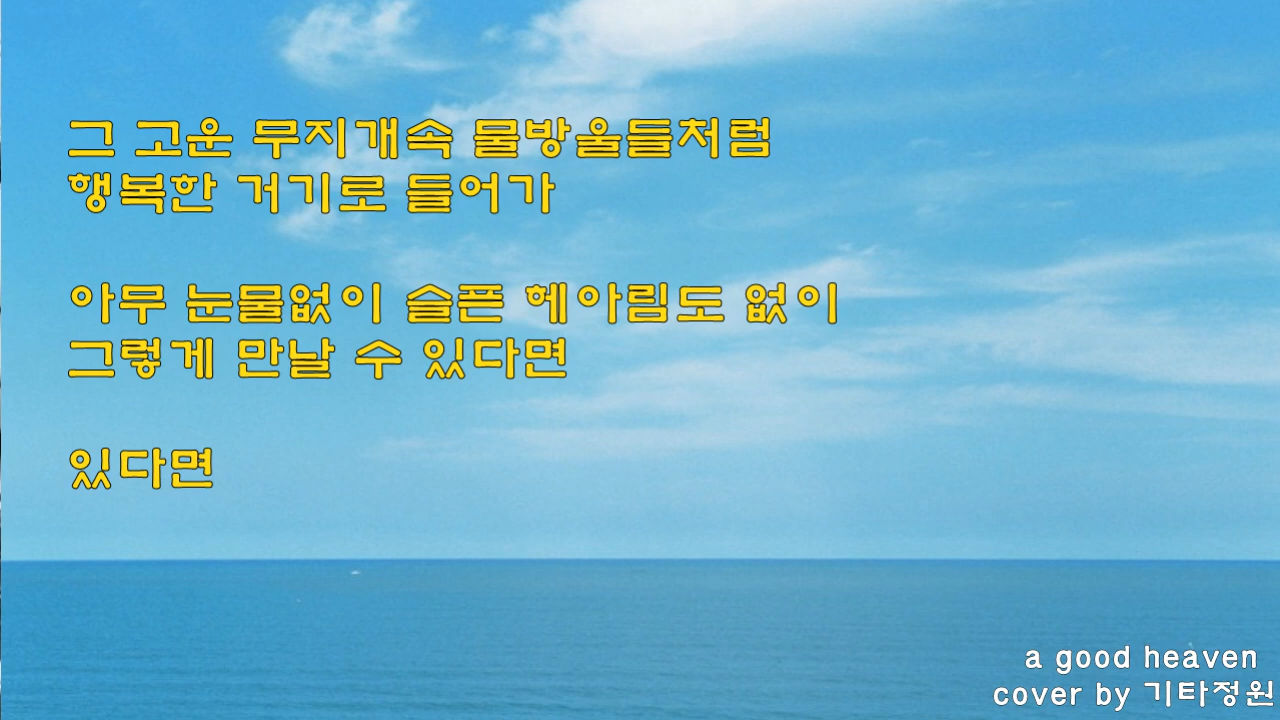 그 고운 무지개속 물방울들처럼
행복한 거기로 들어가
아무 눈물없이 슬픈 헤아림도 없이
그렇게 만날 수 있다면
있다면
a good heaven
cover by 기타정원